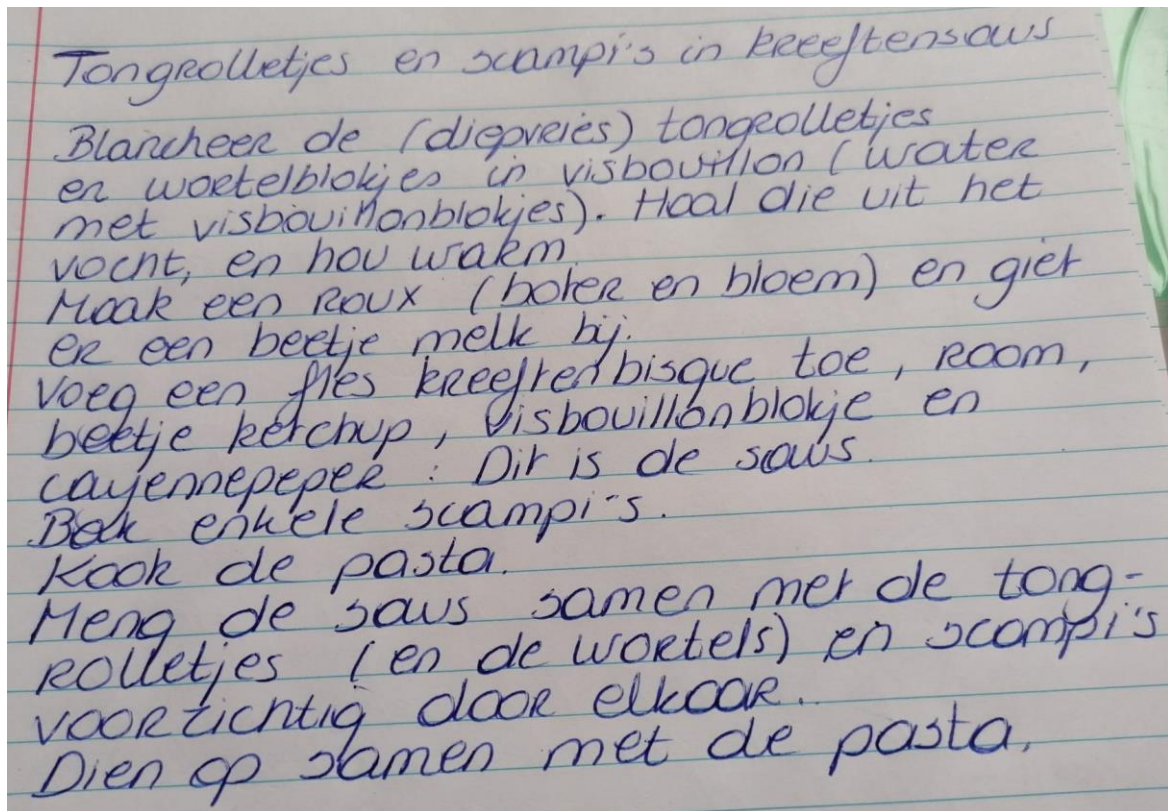 Tongrolletjes en scampi's in kreeftensaus
Blancheer de (diepvries) tongrolletjes
en wortelblokjes in visbouillon (water
met visbouillonblokjes). Haal die uit het
vocht, en hou warm.
Maak een roux (boter en bloem) en giet
er een beetje melk bij.
Voeg een fles kreeftenbisque toe, room,
beetje ketchup, visbouillonblokje en
cayennepeper : Dit is de saus.
Bak enkele scampi's.
Kook de pasta.
Meng de saus samen met de tong-
rolletjes (en de wortels) en scampi's
voorzichtig door elkaar.
Dien op samen met de pasta.